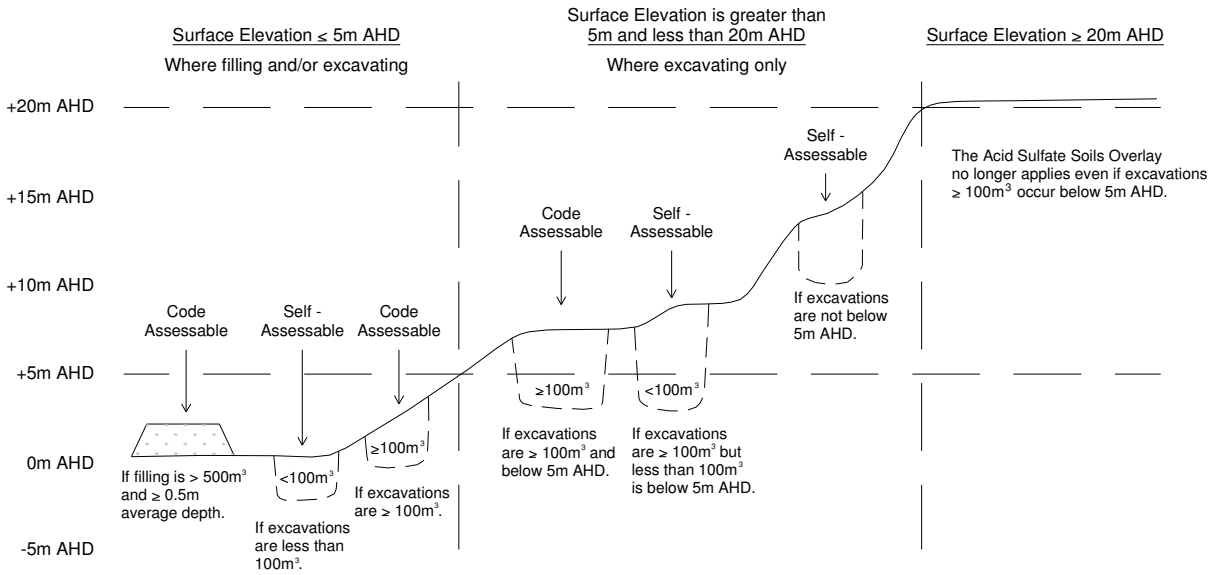 Surface Elevation ≤ 5m AHD
Where filling and/or excavating
Surface Elevation is greater than
5m and less than 20m AHD
Where excavating only
Surface Elevation ≥ 20m AHD
+20m AHD
+15m AHD
+10m AHD
+5m AHD
0m AHD
-5m AHD
Code
Assessable
If filling is > 500m³
and ≥ 0.5m
average depth.
Self -
Assessable
<100m³
If excavations
are less than
100m³.
Code
Assessable
≥100m³
If excavations
are ≥ 100m³.
Code
Assessable
≥100m³
If excavations
are ≥ 100m³ and
below 5m AHD.
Self -
Assessable
<100m³
If excavations
are ≥ 100m³ but
less than 100m³
is below 5m AHD.
Self -
Assessable
If excavations
are not below
5m AHD.
The Acid Sulfate Soils Overlay
no longer applies even if excavations
≥ 100m³ occur below 5m AHD.